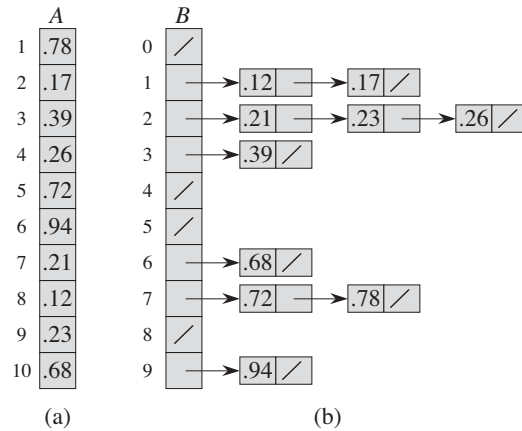 A B
1 .78 0
2 .17 1 .12 .17
3 .39 2 .21 .23 .26
4 .26 3 .39
5 .72 4
6 .94 5
7 .21 6 .68
8 .12 7 .72 .78
9 .23 8
10 .68 9 .94
(a) (b)